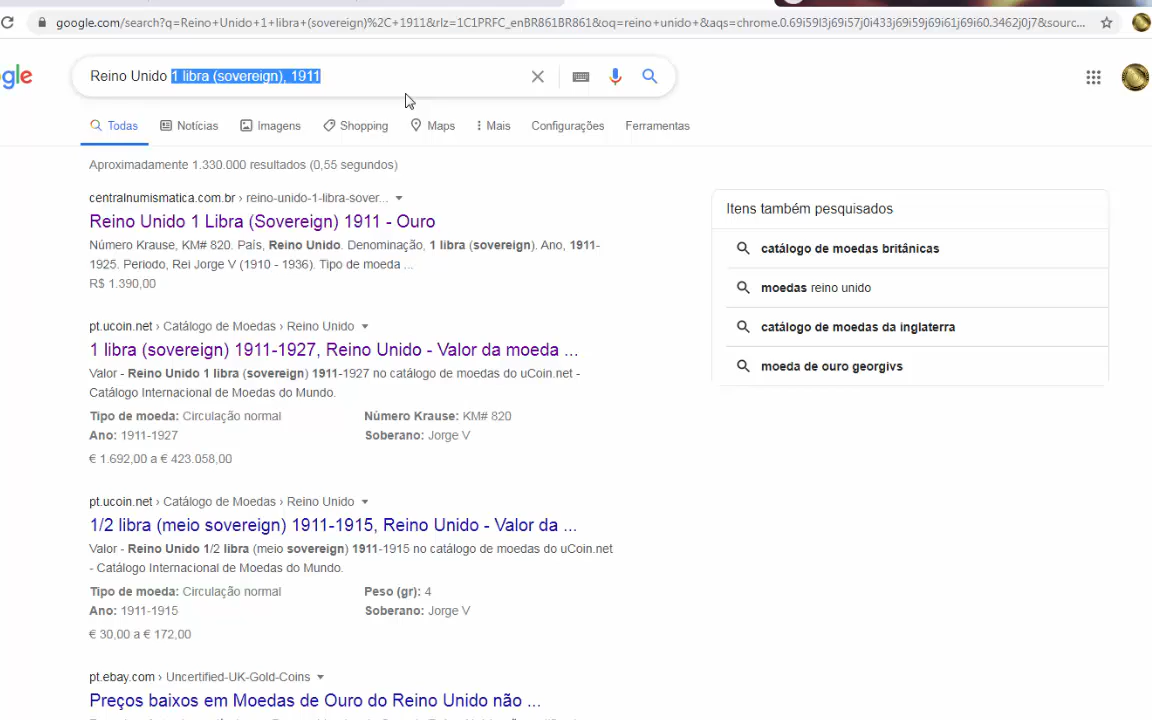 google.com/search?q=Reino+Unido+1+libra+(sovereign)%2C+1911&rlz=1C1PRFC_enBR861BR861&oq=reino+unido+&aqs=chrome.0.69i59l3j69i57j0i433j69i59j69i61j69i60.3462j0j7&sourc...
gle
Reino Unido 1 libra (sovereign), 1911
Todas Notícias Imagens Shopping Maps Mais Configurações Ferramentas
Aproximadamente 1.330.000 resultados (0,55 segundos)
centralnumismatica.com.br › reino-unido-1-libra-sover...
Reino Unido 1 Libra (Sovereign) 1911 - Ouro
Número Krause, KM# 820. País, Reino Unido. Denominação, 1 libra (sovereign). Ano, 1911-
1925. Periodo, Rei Jorge V (1910 - 1936). Tipo de moeda ...
R$ 1.390,00
pt.ucoin.net › Catálogo de Moedas › Reino Unido
1 libra (sovereign) 1911-1927, Reino Unido - Valor da moeda ...
Valor - Reino Unido 1 libra (sovereign) 1911-1927 no catálogo de moedas do uCoin.net -
Catálogo Internacional de Moedas do Mundo.
Tipo de moeda: Circulação normal Número Krause: KM# 820
Ano: 1911-1927 Soberano: Jorge V
€ 1.692,00 a € 423.058,00
pt.ucoin.net › Catálogo de Moedas › Reino Unido
1/2 libra (meio sovereign) 1911-1915, Reino Unido - Valor da ...
Valor - Reino Unido 1/2 libra (meio sovereign) 1911-1915 no catálogo de moedas do uCoin.net
- Catálogo Internacional de Moedas do Mundo.
Tipo de moeda: Circulação normal Peso (gr): 4
Ano: 1911-1915 Soberano: Jorge V
€ 30,00 a € 172,00
pt.ebay.com › Uncertified-UK-Gold-Coins
Preços baixos em Moedas de Ouro do Reino Unido não ...
Itens também pesquisados
catálogo de moedas británicas
moedas reino unido
catálogo de moedas da inglaterra
moeda de ouro georgivs